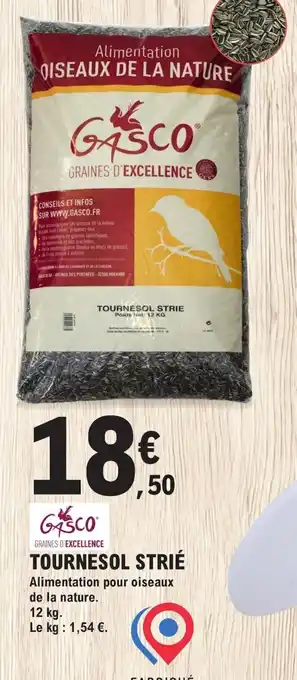 Alimentation
OISEAUX DE LA NATURE
GASCO
GRAINES D'EXCELLENCE
CONSEILS ET INFOS
SUR WWW.GASCO.FR
TOURNESOL STRIE
Poids Net: 12 KG
18€,50
GASCO
GRAINES D'EXCELLENCE
TOURNESOL STRIÉ
Alimentation pour oiseaux
de la nature.
12 kg.
Le kg : 1,54 €.